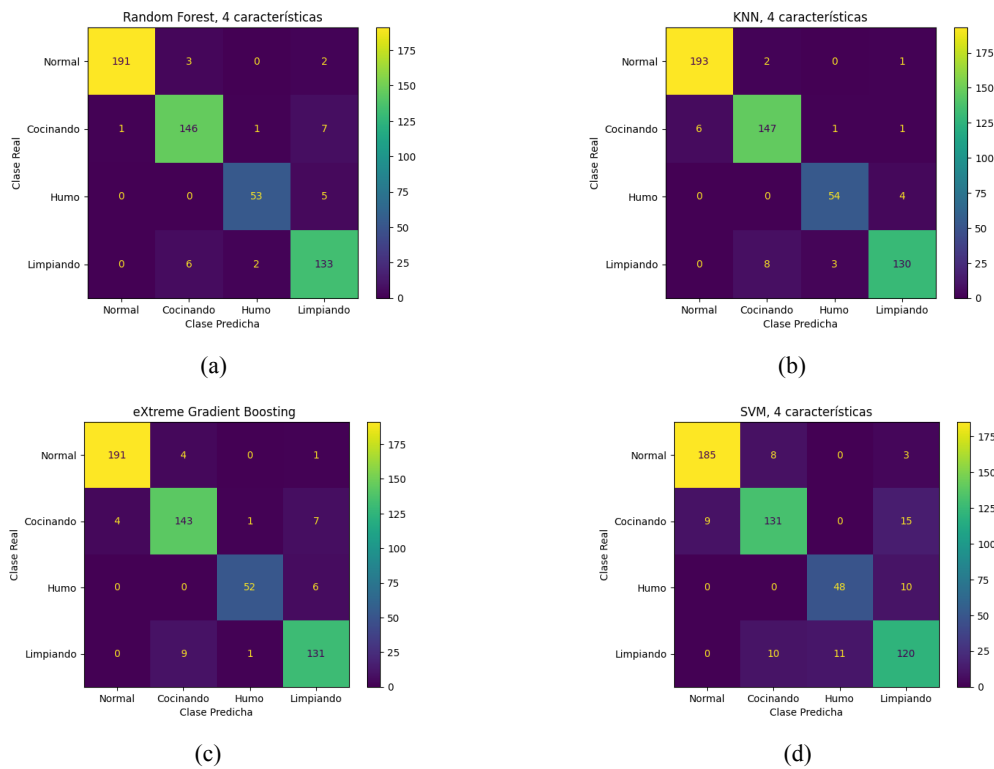 Random Forest, 4 características
Normal 191 3 0 2
Cocinando 1 146 1 7
Humo 0 0 53 5
Limpiando 0 6 2 133
Normal Cocinando Humo Limpiando
Clase Predicha
Clase Real
175
150
125
100
75
50
25
0
(a)
KNN, 4 características
Normal 193 2 0 1
Cocinando 6 147 1 1
Humo 0 0 54 4
Limpiando 0 8 3 130
Normal Cocinando Humo Limpiando
Clase Predicha
Clase Real
175
150
125
100
75
50
25
0
(b)
eXtreme Gradient Boosting
Normal 191 4 0 1
Cocinando 4 143 1 7
Humo 0 0 52 6
Limpiando 0 9 1 131
Normal Cocinando Humo Limpiando
Clase Predicha
Clase Real
175
150
125
100
75
50
25
0
(c)
SVM, 4 características
Normal 185 8 0 3
Cocinando 9 131 0 15
Humo 0 0 48 10
Limpiando 0 10 11 120
Normal Cocinando Humo Limpiando
Clase Predicha
Clase Real
175
150
125
100
75
50
25
0
(d)